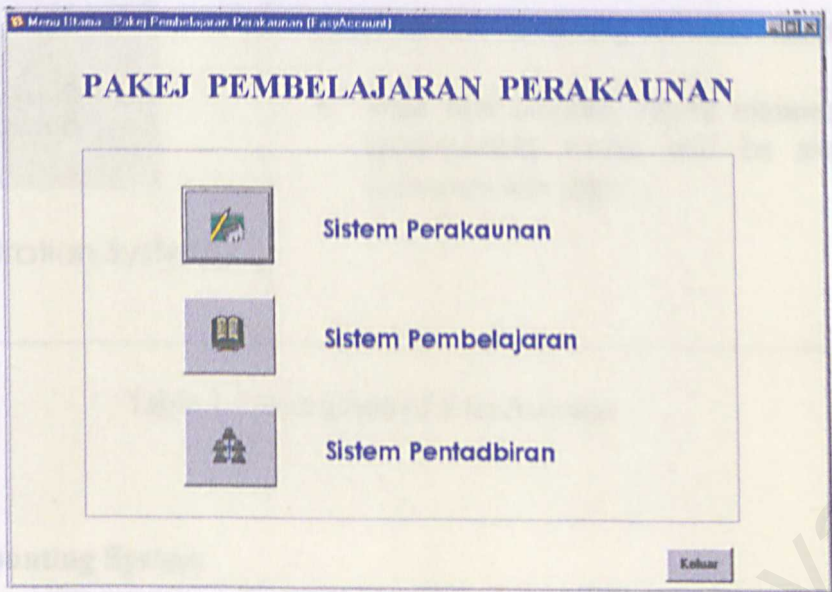 Menu Utama - Pakej Pembelajaran Perakaunan (EasyAccount)
PAKEJ PEMBELAJARAN PERAKAUNAN
Sistem Perakaunan
Sistem Pembelajaran
Sistem Pentadbiran
Keluar